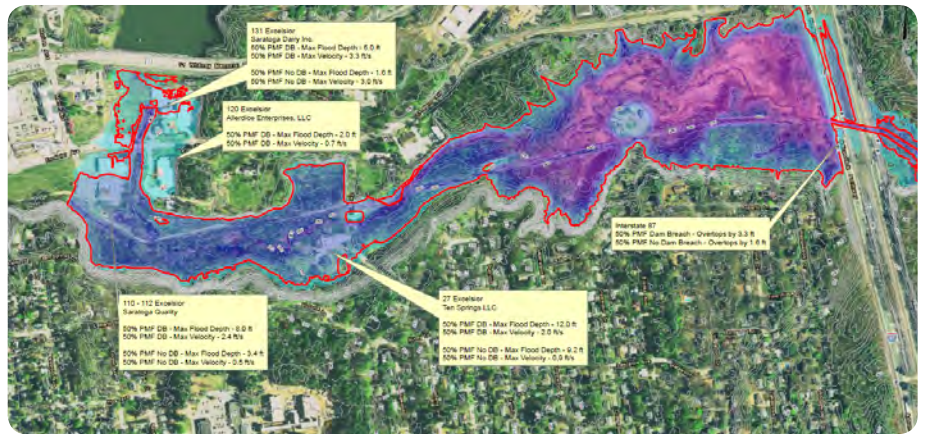 131 Excelsior
Saratoga Dairy Inc.
50% PMF DB - Max Flood Depth - 5.0 ft
50% PMF DB - Max Velocity - 3.3 ft/s
50% PMF No DB - Max Flood Depth - 1.6 ft
50% PMF No DB - Max Velocity - 3.0 ft/s
120 Excelsior
Allerdice Enterprises, LLC
50% PMF DB - Max Flood Depth - 2.0 ft
50% PMF DB - Max Velocity - 0.7 ft/s
Interstate 87
50% PMF Dam Breach - Overtops by 3.3 ft
50% PMF No Dam Breach - Overtops by 1.6 ft
110 - 112 Excelsior
Saratoga Quality
50% PMF DB - Max Flood Depth - 8.0 ft
50% PMF DB - Max Velocity - 2.4 ft/s
50% PMF No DB - Max Flood Depth - 3.4 ft
50% PMF No DB - Max Velocity - 0.5 ft/s
27 Excelsior
Ten Springs LLC
50% PMF DB - Max Flood Depth - 12.0 ft
50% PMF DB - Max Velocity - 2.0 ft/s
50% PMF No DB - Max Flood Depth - 9.2 ft
50% PMF No DB - Max Velocity - 0.9 ft/s